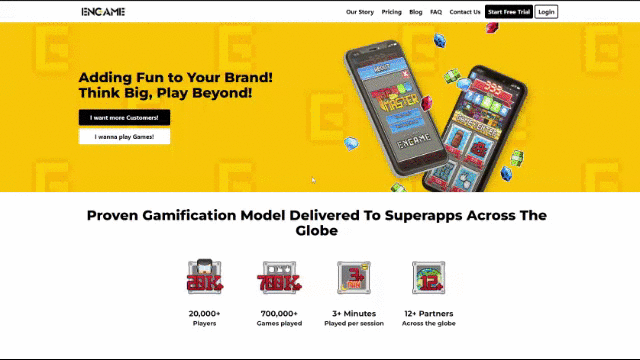 ENGAME
Our Story Pricing Blog FAQ Contact Us Start Free Trial Login
Adding Fun to Your Brand!
Think Big, Play Beyond!
I want more Customers!
I wanna play Games!
MASTER
ENGAME
333
Proven Gamification Model Delivered To Superapps Across The
Globe
20K+ 700K+ 3+ 12+
20,000+ 700,000+ 3+ Minutes 12+ Partners
Players Games played Played per session Across the globe